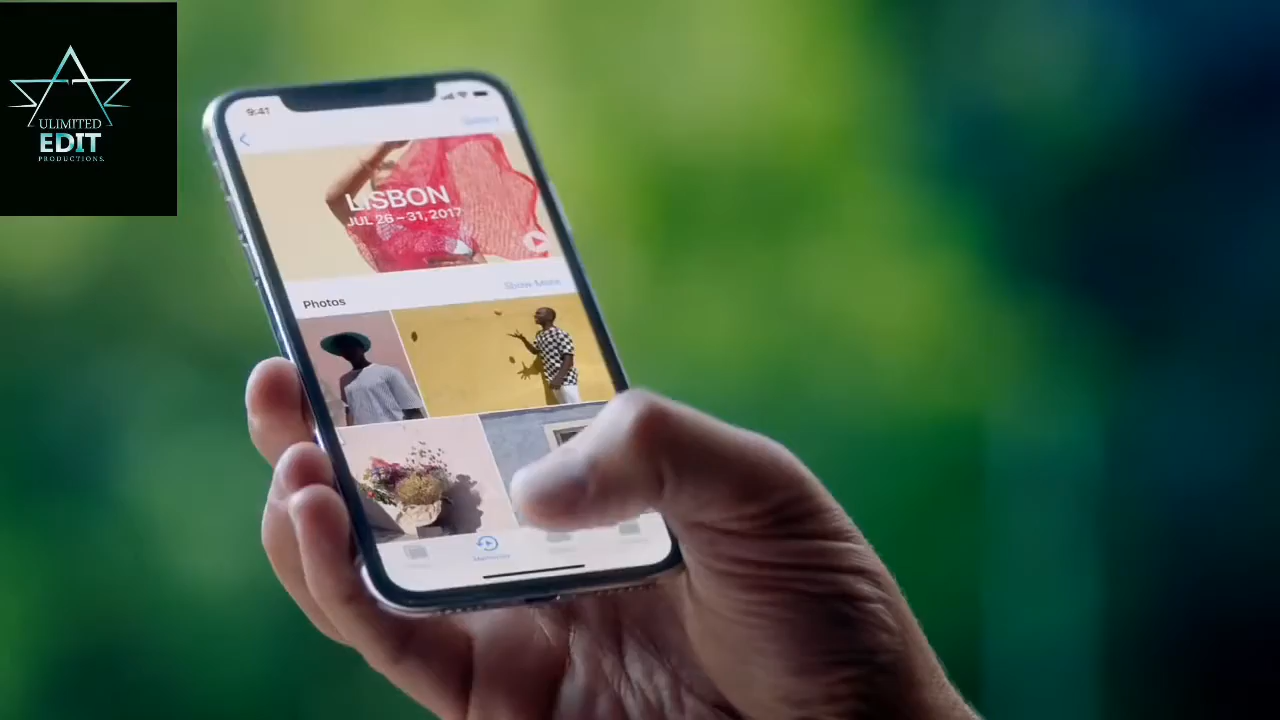 ULIMITED
EDIT
PRODUCTIONS.
9:41
LISBON
JUL 26 – 31, 2017
Photos
Show More